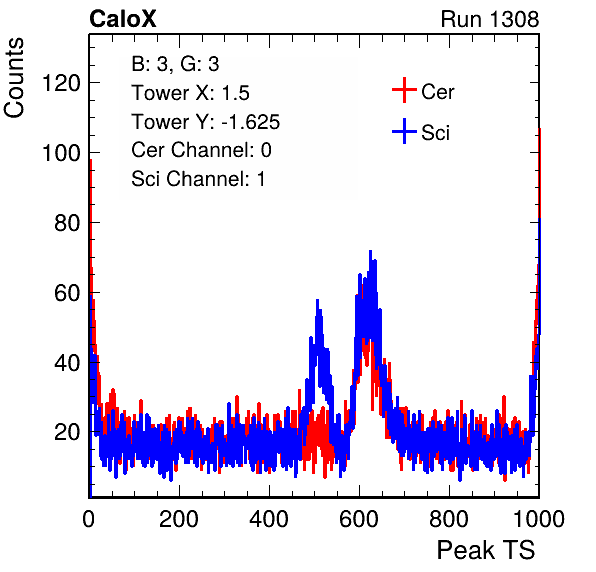 CaloX
Run 1308
Counts
B: 3, G: 3
Tower X: 1.5
Tower Y: -1.625
Cer Channel: 0
Sci Channel: 1
Cer
Sci
120
100
80
60
40
20
0 200 400 600 800 1000
Peak TS